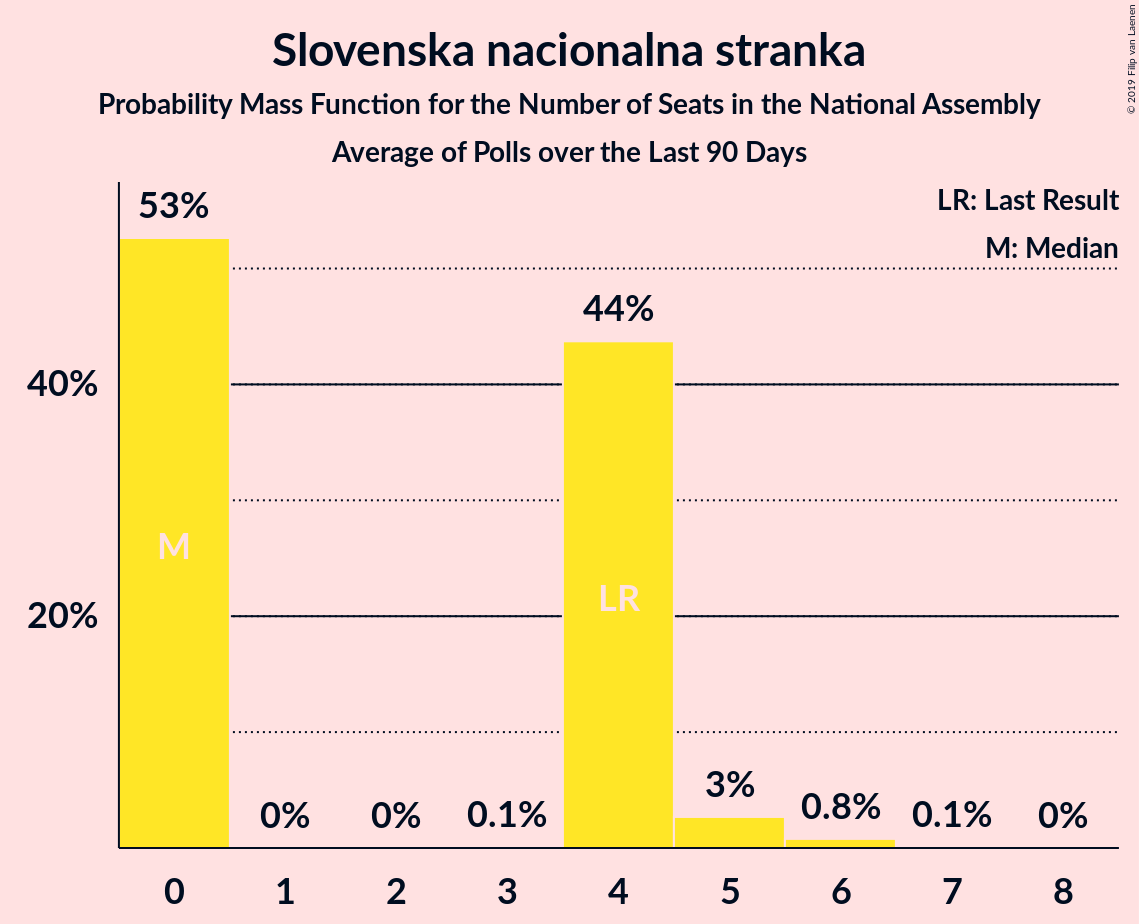 Slovenska nacionalna stranka
Probability Mass Function for the Number of Seats in the National Assembly
Average of Polls over the Last 90 Days
© 2019 Filip van Laenen
LR: Last Result
M: Median
53%
0%
0%
0.1%
44%
3%
0.8%
0.1%
0%
40%
20%
M
LR
0 1 2 3 4 5 6 7 8